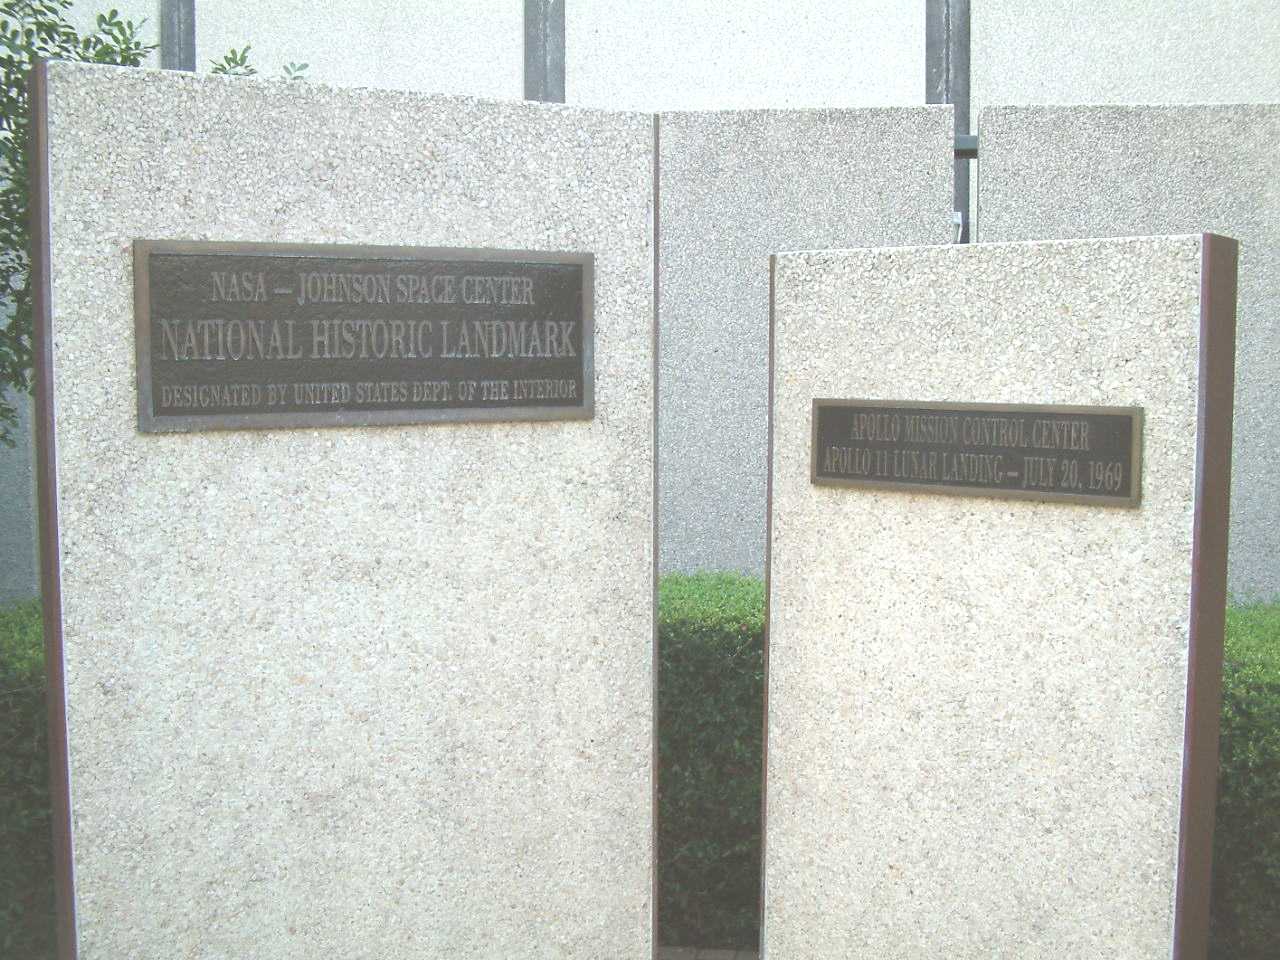 NASA – JOHNSON SPACE CENTER
NATIONAL HISTORIC LANDMARK
DESIGNATED BY UNITED STATES DEPT. OF THE INTERIOR
APOLLO MISSION CONTROL CENTER
APOLLO 11 LUNAR LANDING – JULY 20, 1969